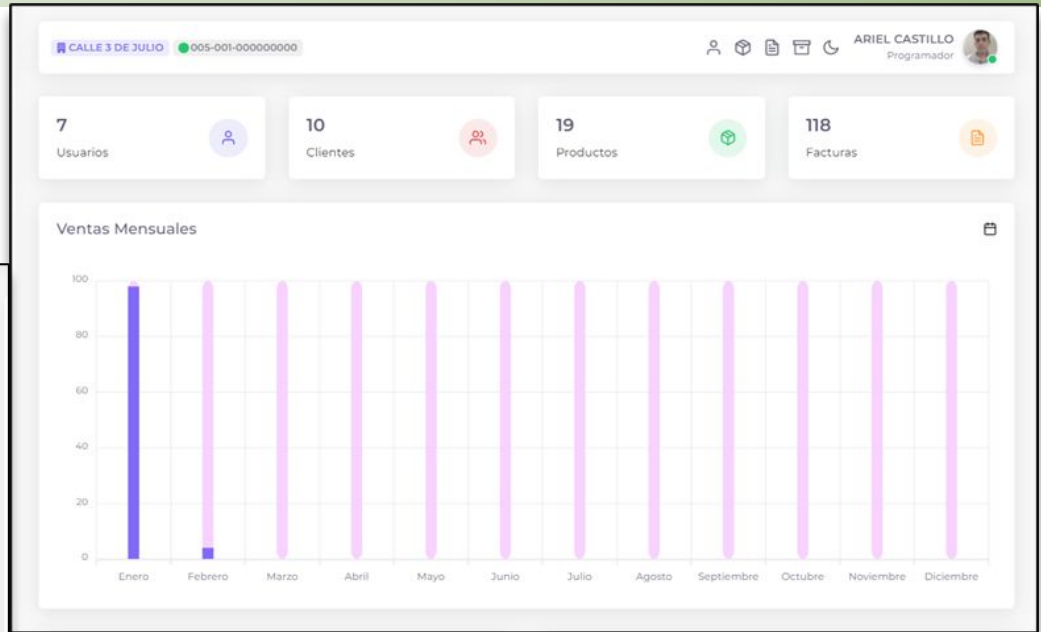 CALLE 3 DE JULIO 005-001-000000000
ARIEL CASTILLO
Programador
7
Usuarios
10
Clientes
19
Productos
118
Facturas
Ventas Mensuales
100
80
60
40
20
0
Enero Febrero Marzo Abril Mayo Junio Julio Agosto Septiembre Octubre Noviembre Diciembre